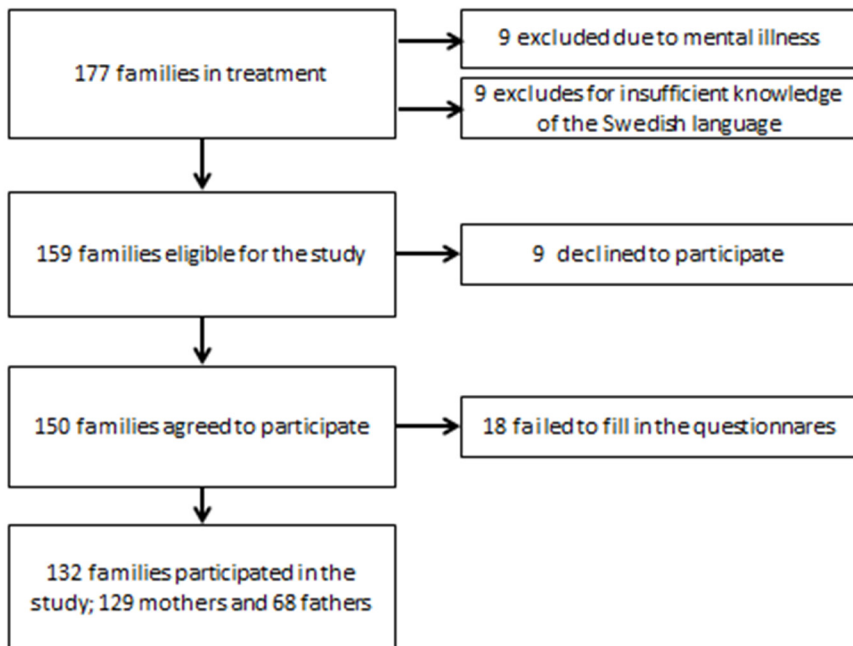 177 families in treatment
9 excluded due to mental illness
9 excludes for insufficient knowledge
of the Swedish language
159 families eligible for the study
9 declined to participate
150 families agreed to participate
18 failed to fill in the questionnares
132 families participated in the
study; 129 mothers and 68 fathers